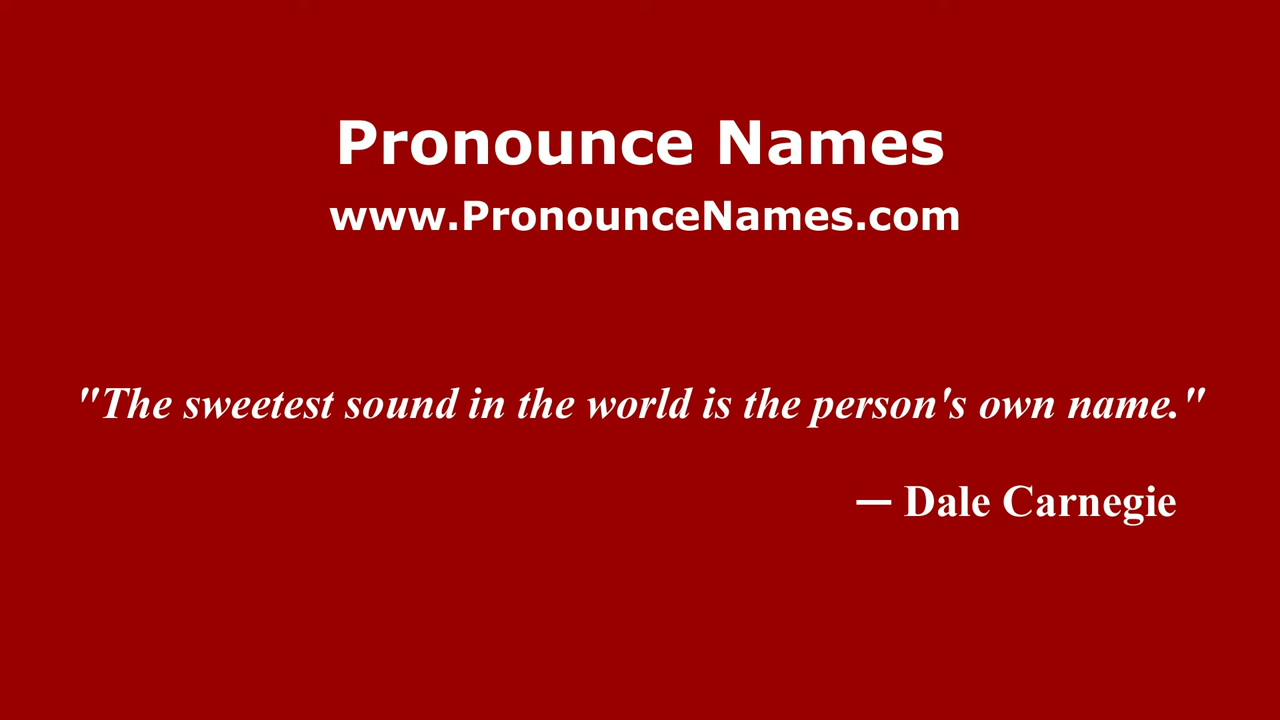 Pronounce Names
www.PronounceNames.com
"The sweetest sound in the world is the person's own name."
— Dale Carnegie